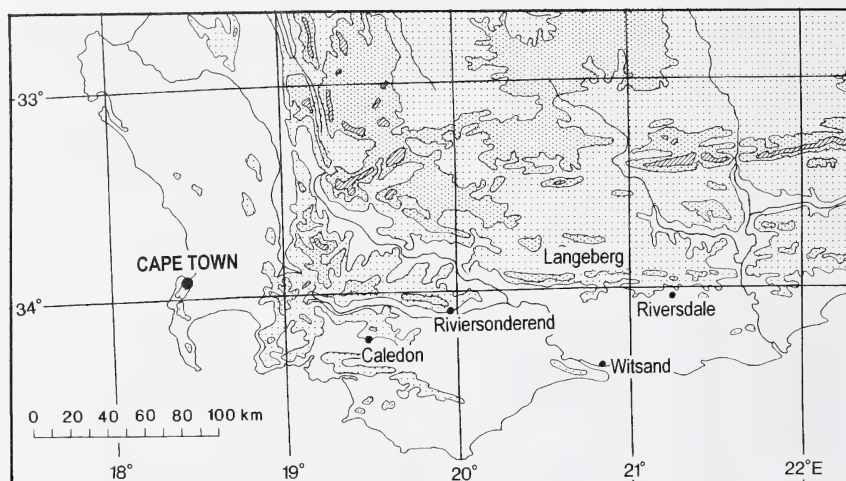 33°
Langeberg
CAPE TOWN
34°
Riviersonderend
Riversdale
Caledon
Witsand
0 20 40 60 80 100 km
18° 19° 20° 21° 22°E